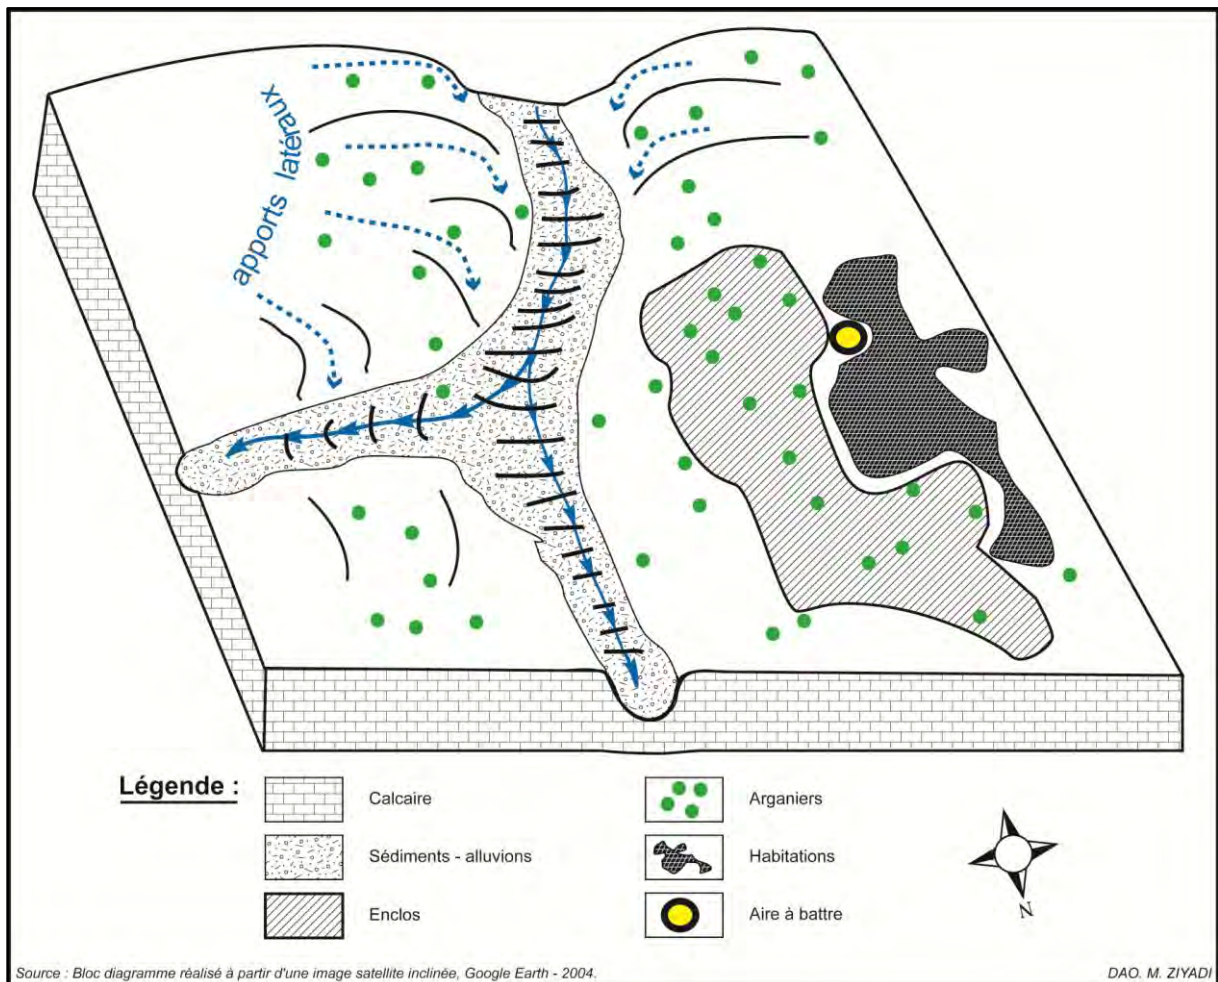 apports latéraux
Légende :
Calcaire
Sédiments - alluvions
Enclos
Arganiers
Habitations
Aire à battre
N
Source : Bloc diagramme réalisé à partir d'une image satellite inclinée, Google Earth - 2004.
DAO. M. ZIYADI